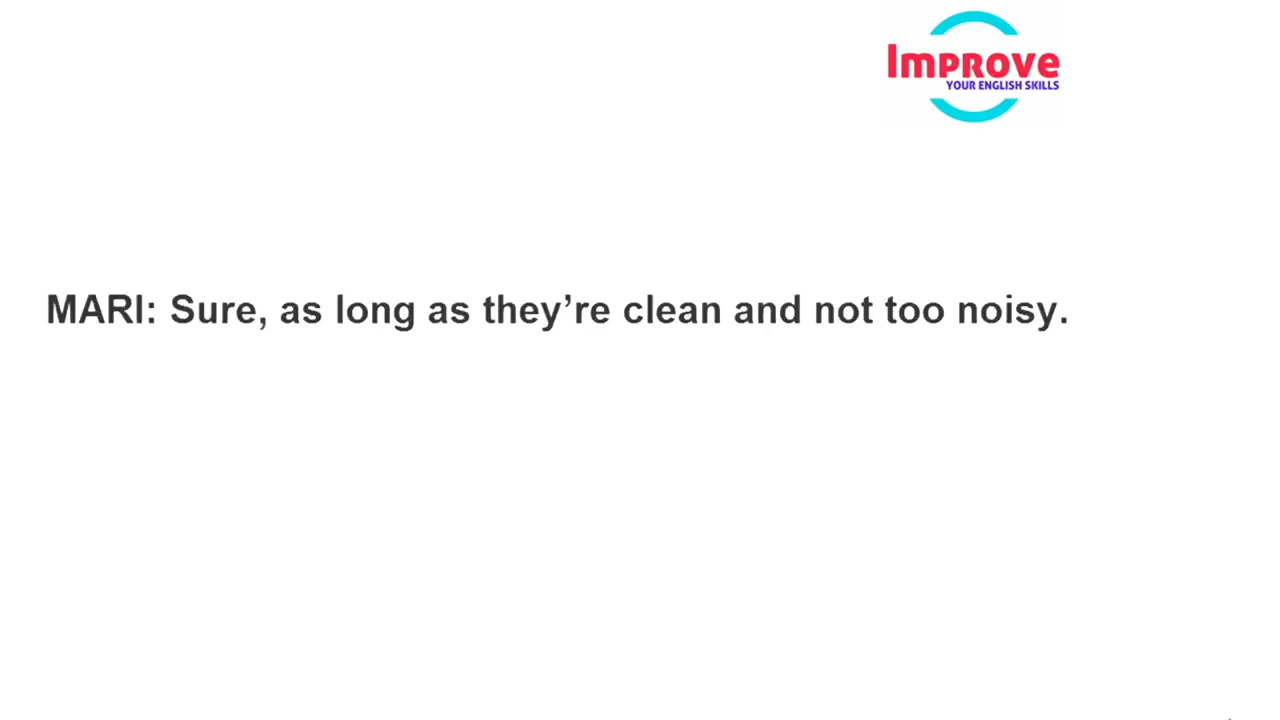 Improve
YOUR ENGLISH SKILLS
MARI: Sure, as long as they’re clean and not too noisy.